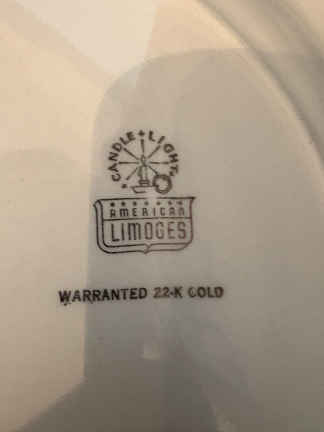 CANDLE + LIGHT
AMERICAN
LIMOGES
WARRANTED 22-K GOLD